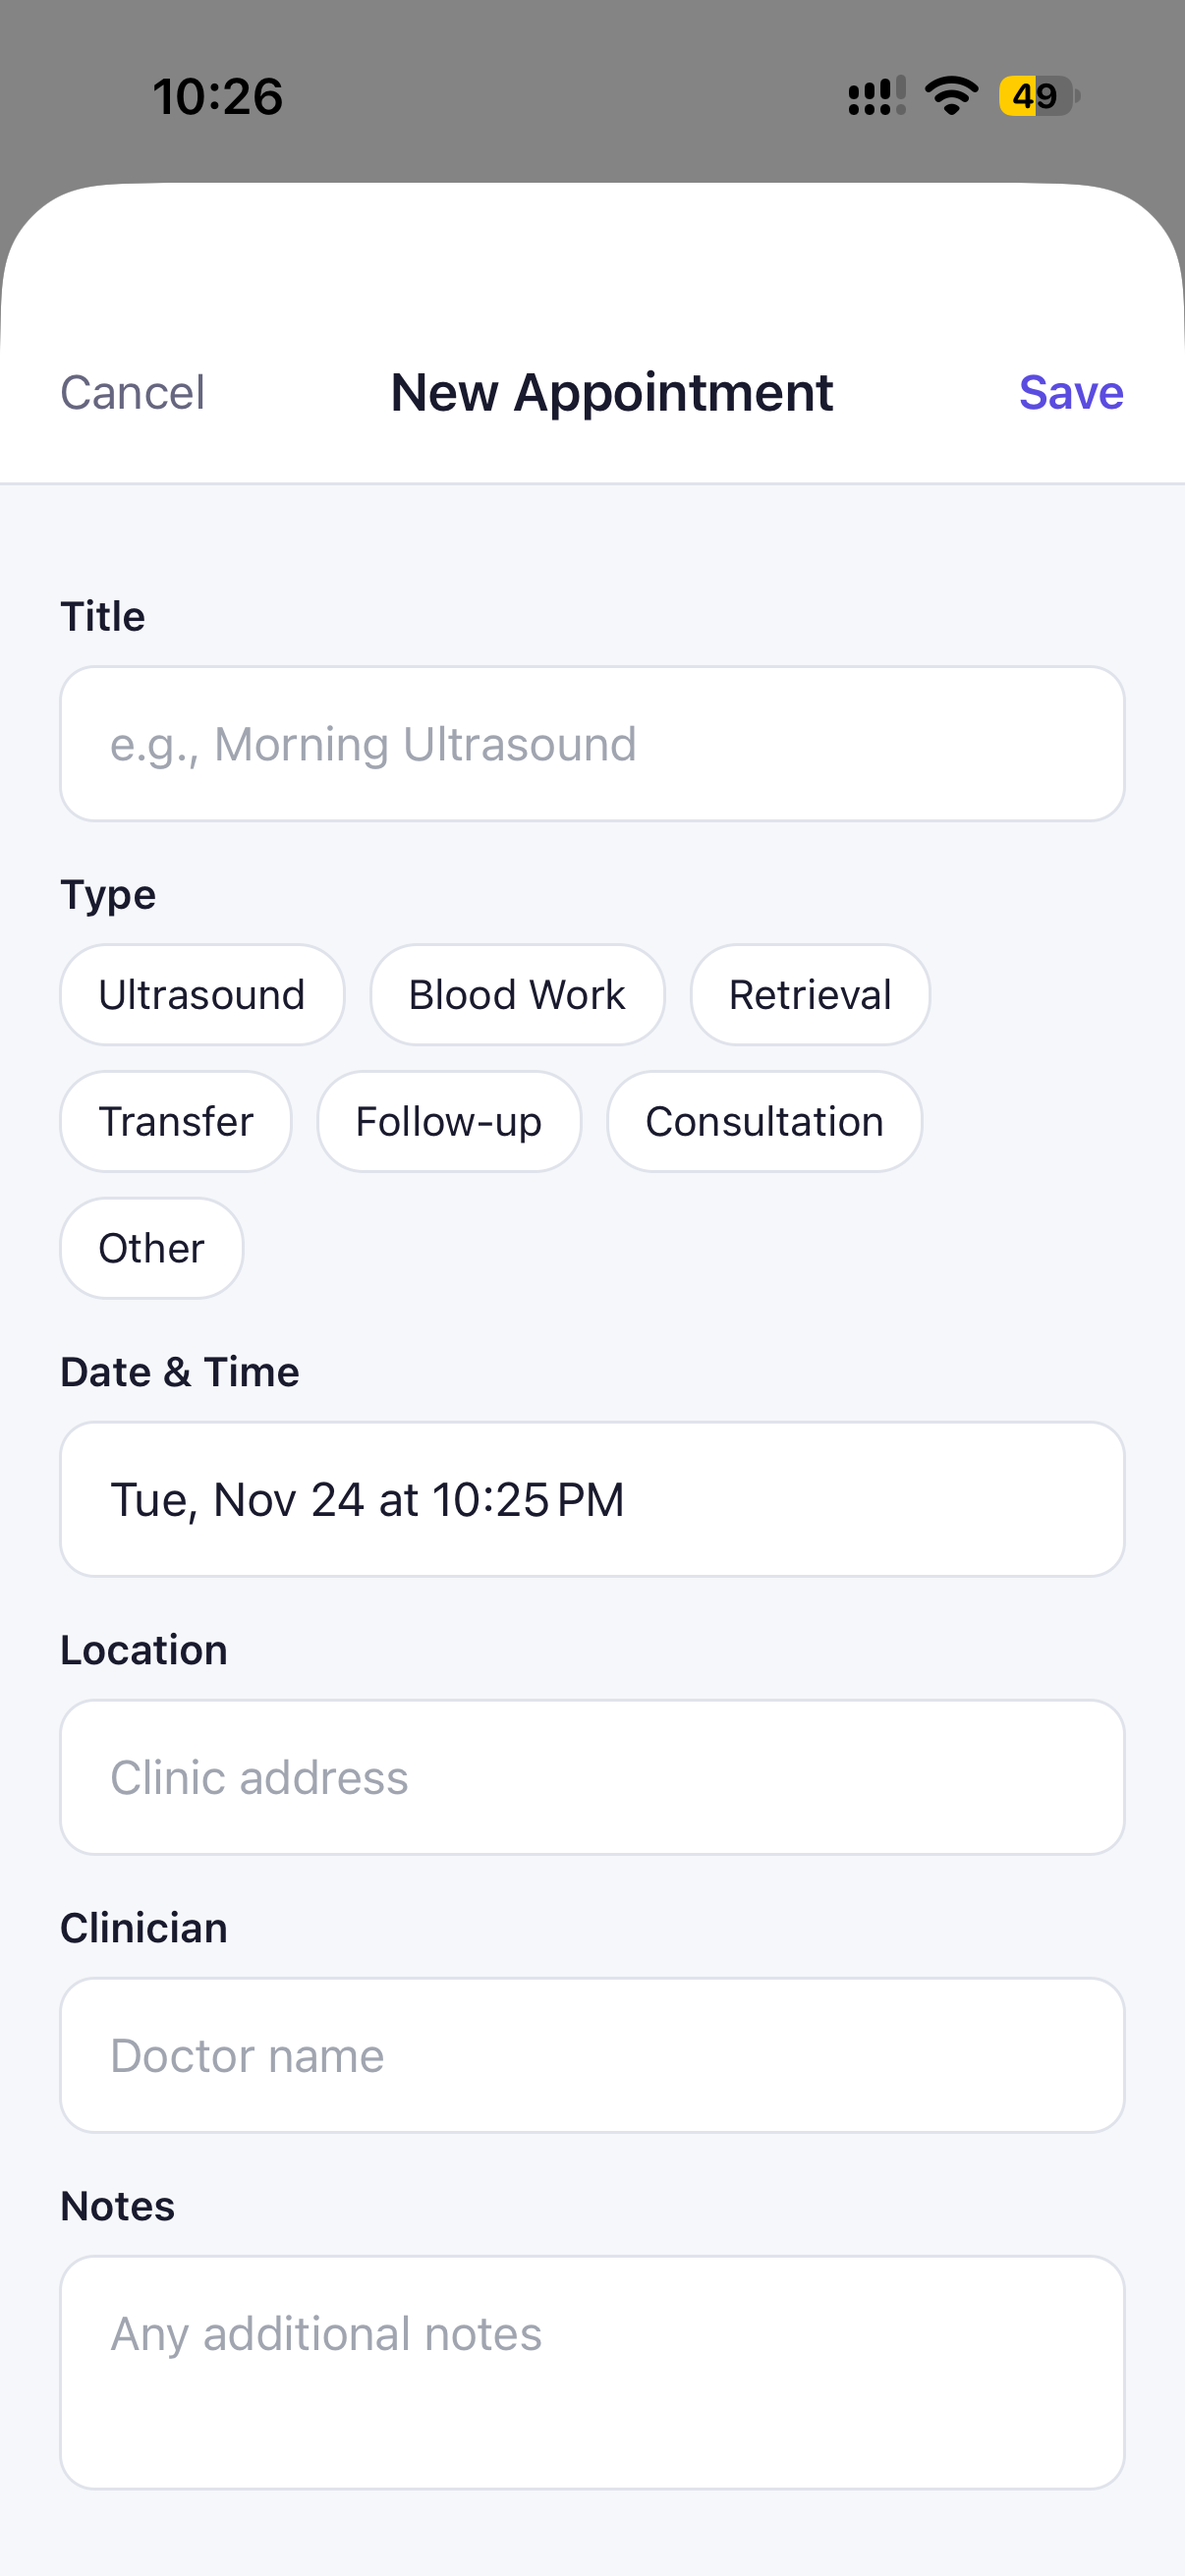 10:26
49
Cancel New Appointment Save
Title
e.g., Morning Ultrasound
Type
Ultrasound Blood Work Retrieval
Transfer Follow-up Consultation
Other
Date & Time
Tue, Nov 24 at 10:25 PM
Location
Clinic address
Clinician
Doctor name
Notes
Any additional notes